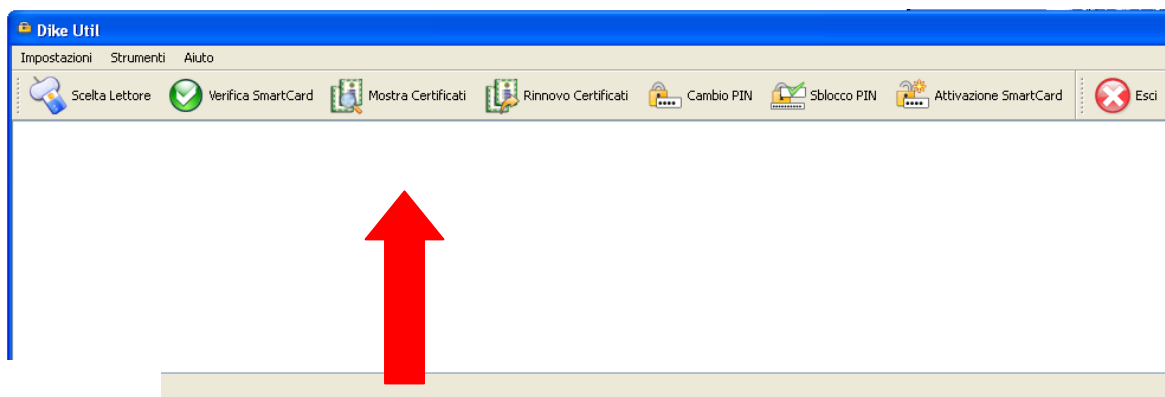 Dike Util
Impostazioni Strumenti Aiuto
Scelta Lettore Verifica SmartCard Mostra Certificati Rinnovo Certificati Cambio PIN Sblocco PIN Attivazione SmartCard Esci